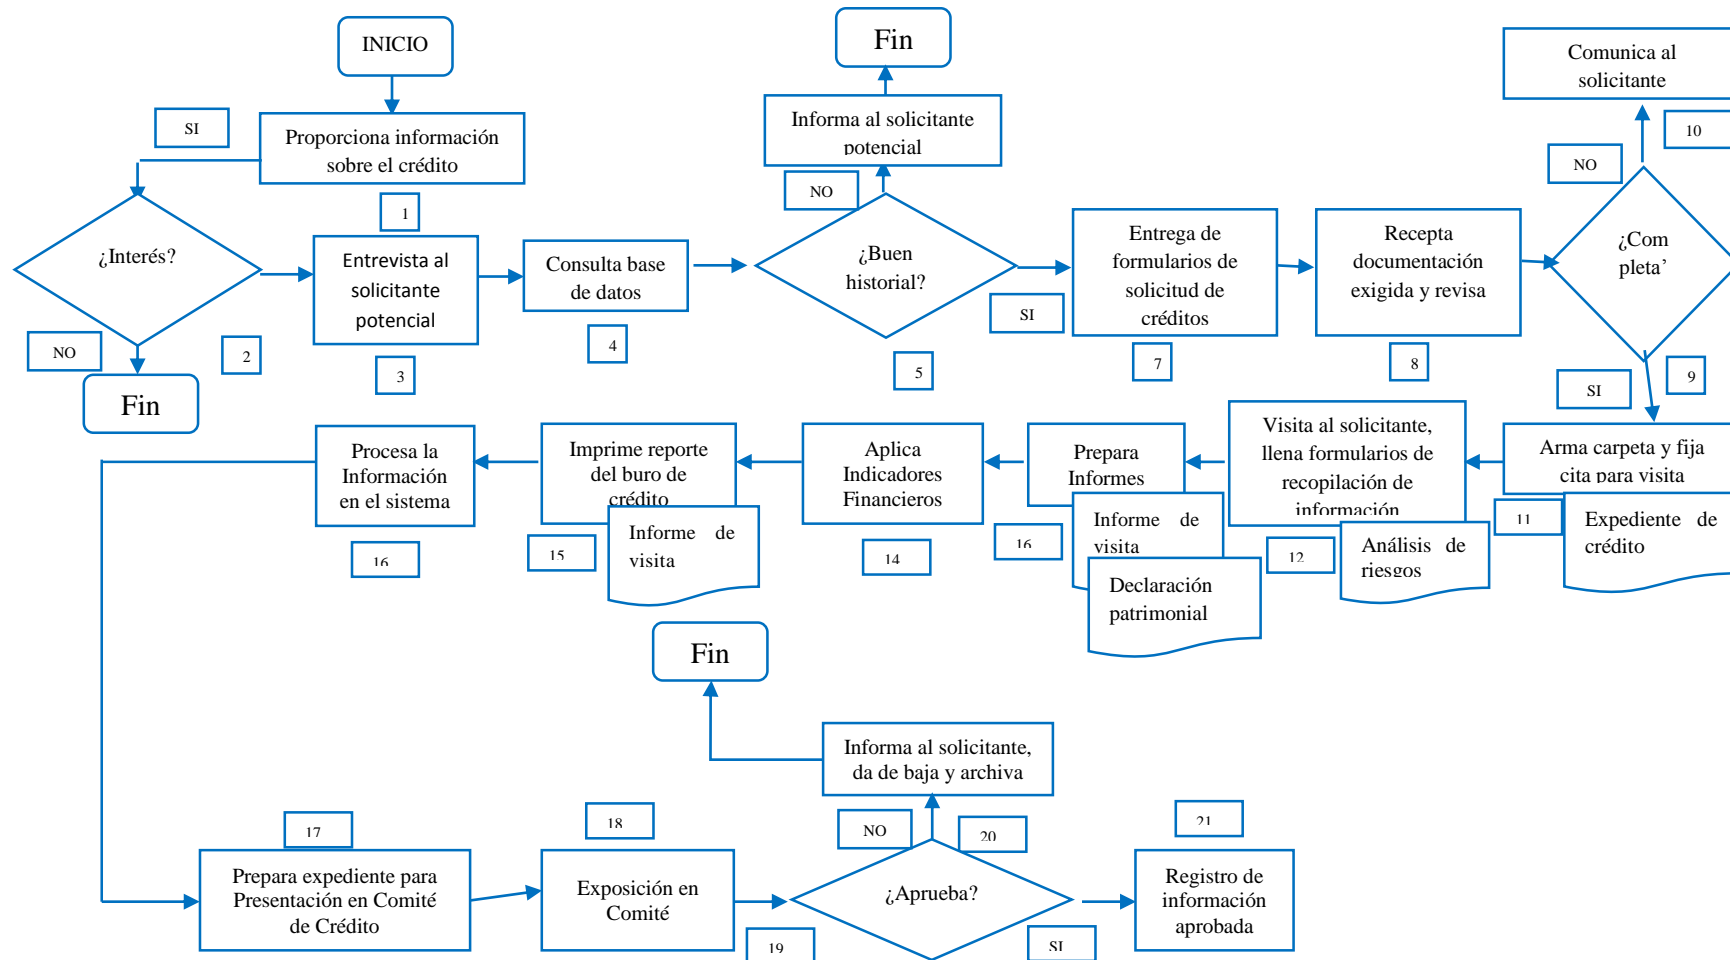 INICIO
Fin
Comunica al
solicitante
SI
Proporciona información
sobre el crédito
Informa al solicitante
potencial
10
NO
NO
1
¿Interés?
Entrevista al
solicitante
potencial
Consulta base
de datos
¿Buen
historial?
Entrega de
formularios de
solicitud de
créditos
Recepta
documentación
exigida y revisa
¿Com
pleta’
SI
NO
2
3
4
5
7
8
9
SI
Fin
Procesa la
Información
en el sistema
Imprime reporte
del buro de
crédito
Aplica
Indicadores
Financieros
Prepara
Informes
Visita al solicitante,
llena formularios de
recopilación de
información
Arma carpeta y fija
cita para visita
16
15
Informe de
visita
14
16
Informe de
visita
Declaración
patrimonial
12
Análisis de
riesgos
11
Expediente de
crédito
Fin
Informa al solicitante,
da de baja y archiva
17
18
NO
20
21
Prepara expediente para
Presentación en Comité
de Crédito
Exposición en
Comité
¿Aprueba?
Registro de
información
aprobada
19
SI